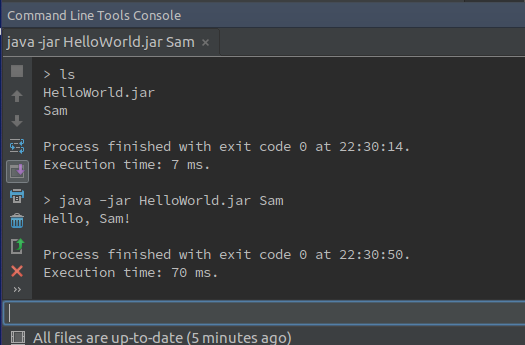 Command Line Tools Console
java -jar HelloWorld.jar Sam ×
> ls
HelloWorld.jar
Sam
Process finished with exit code 0 at 22:30:14.
Execution time: 7 ms.
> java -jar HelloWorld.jar Sam
Hello, Sam!
Process finished with exit code 0 at 22:30:50.
Execution time: 70 ms.
All files are up-to-date (5 minutes ago)